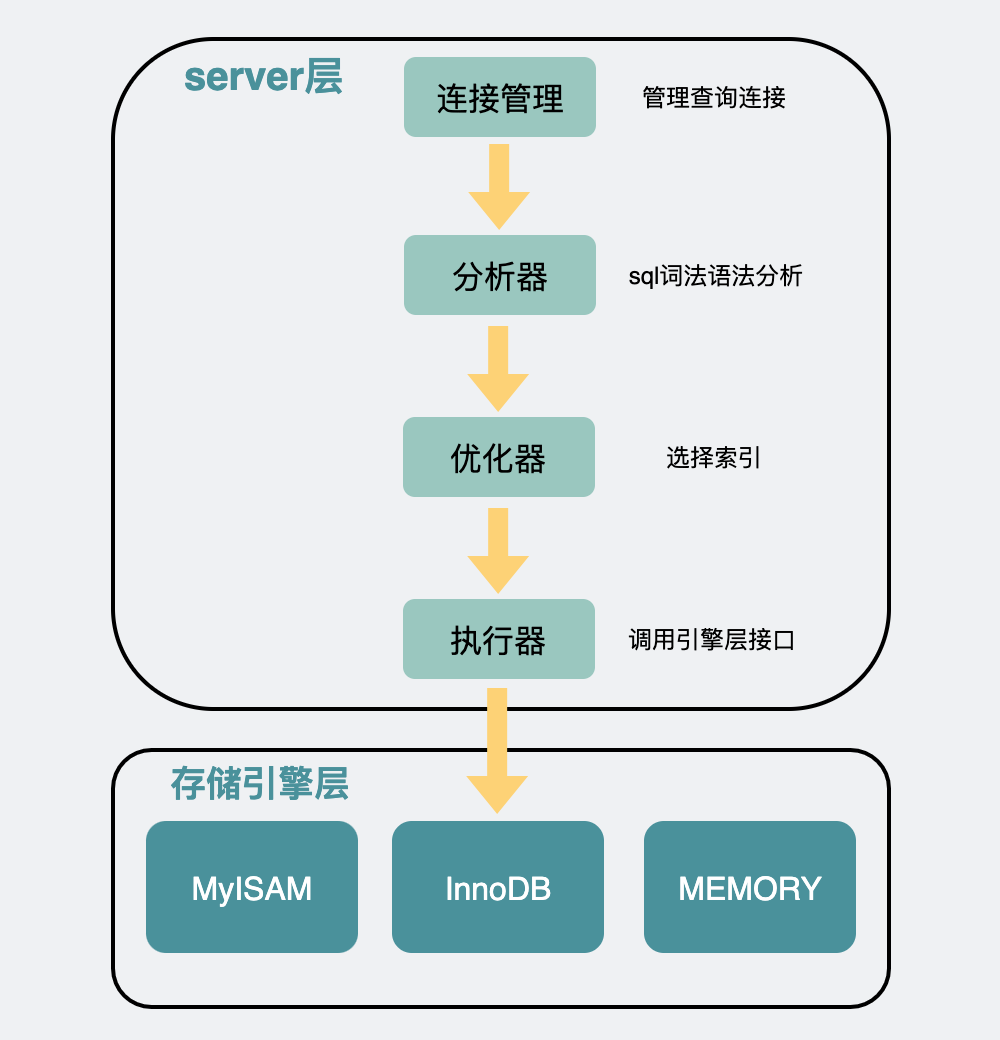 server层
连接管理
管理查询连接
分析器
sql词法语法分析
优化器
选择索引
执行器
调用引擎层接口
存储引擎层
MyISAM
InnoDB
MEMORY